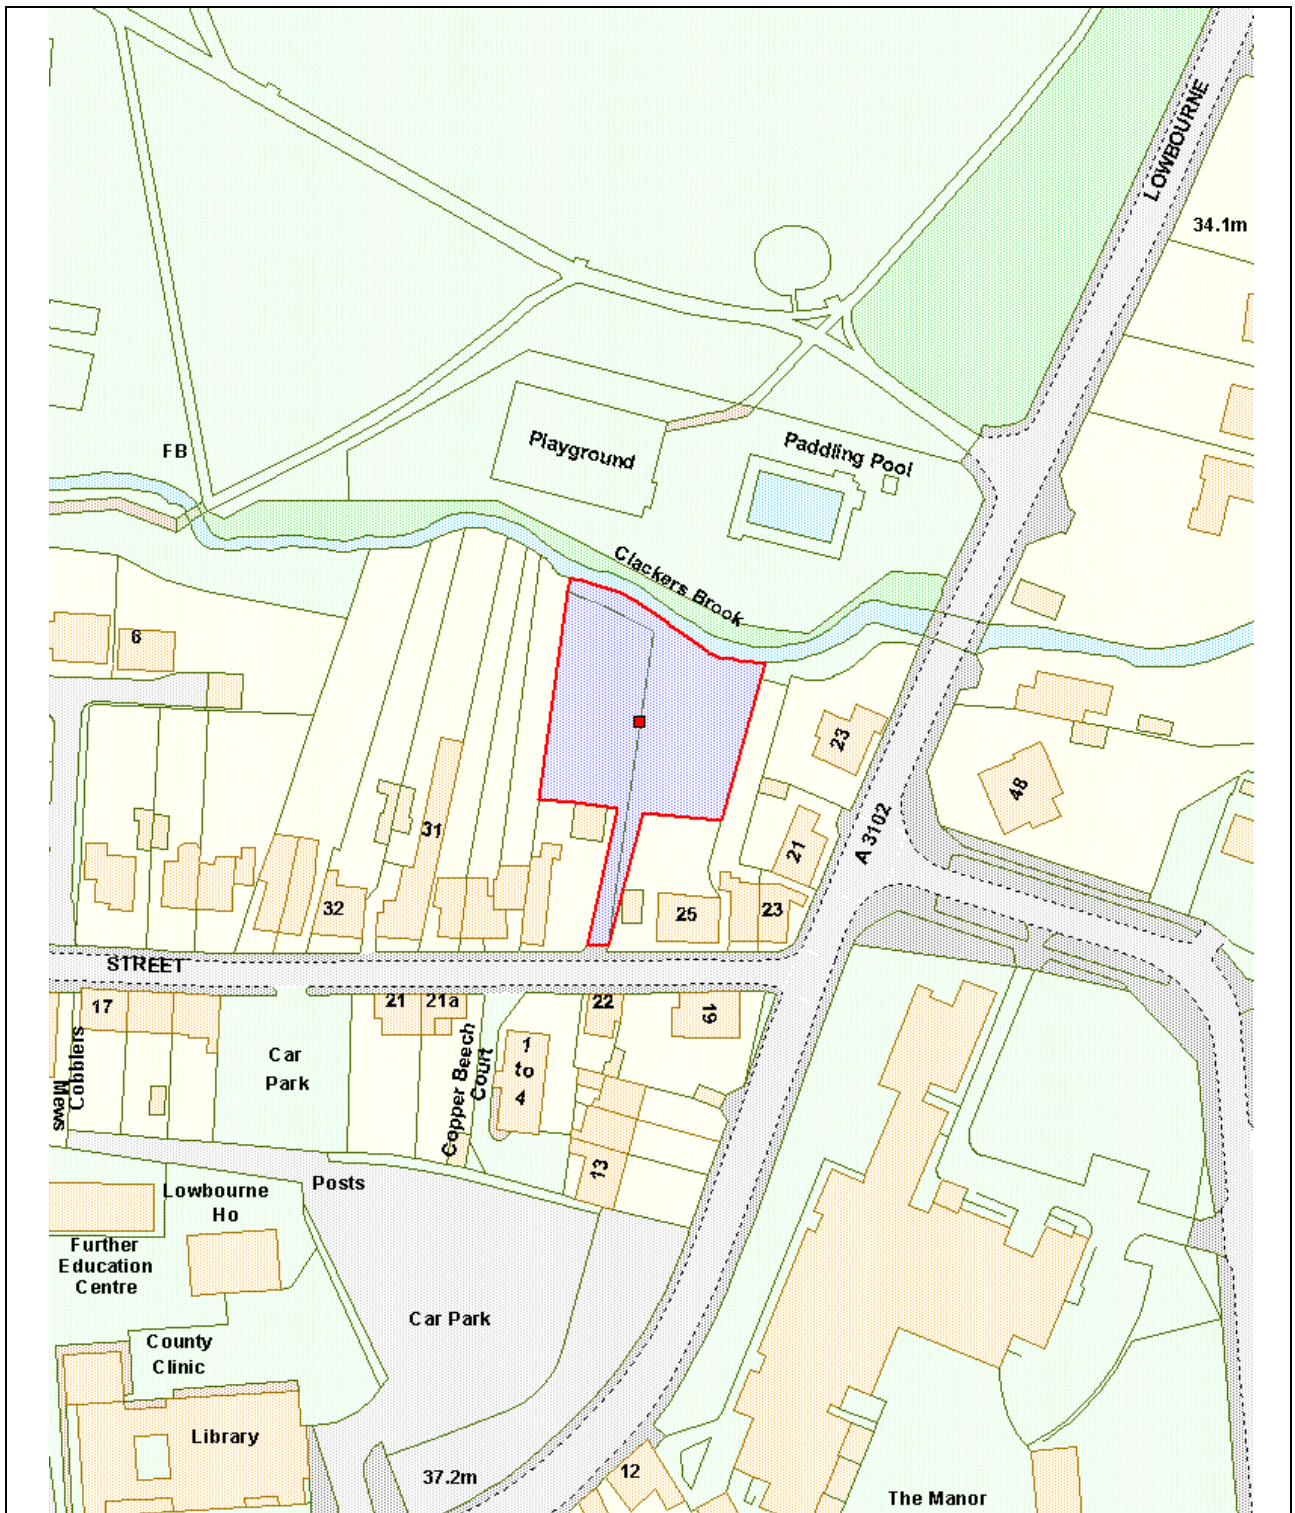 LOWBOURNE
34.1m
FB
Playground
Paddling Pool
Clackers Brook
6
23
48
A 3102
31
21
32
25
23
STREET
17
21
21a
22
19
Cobblers
Mews
Car
Park
Copper Beech
Court
1
to
4
13
Posts
Lowbourne
Ho
Further
Education
Centre
Car Park
County
Clinic
Library
37.2m
12
The Manor